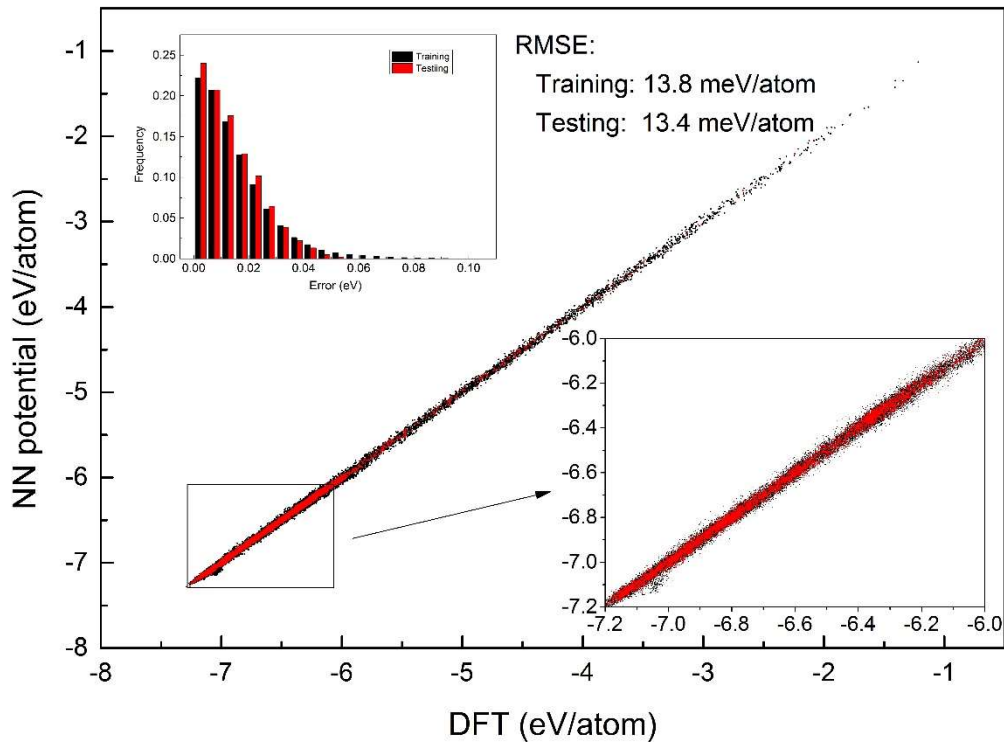 RMSE:
Training: 13.8 meV/atom
Testing: 13.4 meV/atom
Training
Testiing
0.25
0.20
0.15
0.10
0.05
0.00
Frequency
0.00 0.02 0.04 0.06 0.08 0.10
Error (eV)
-1
-2
-3
-4
-5
-6
-7
-8
NN potential (eV/atom)
-6.0
-6.2
-6.4
-6.6
-6.8
-7.0
-7.2
-7.2 -7.0 -6.8 -6.6 -6.4 -6.2 -6.0
-8 -7 -6 -5 -4 -3 -2 -1
DFT (eV/atom)